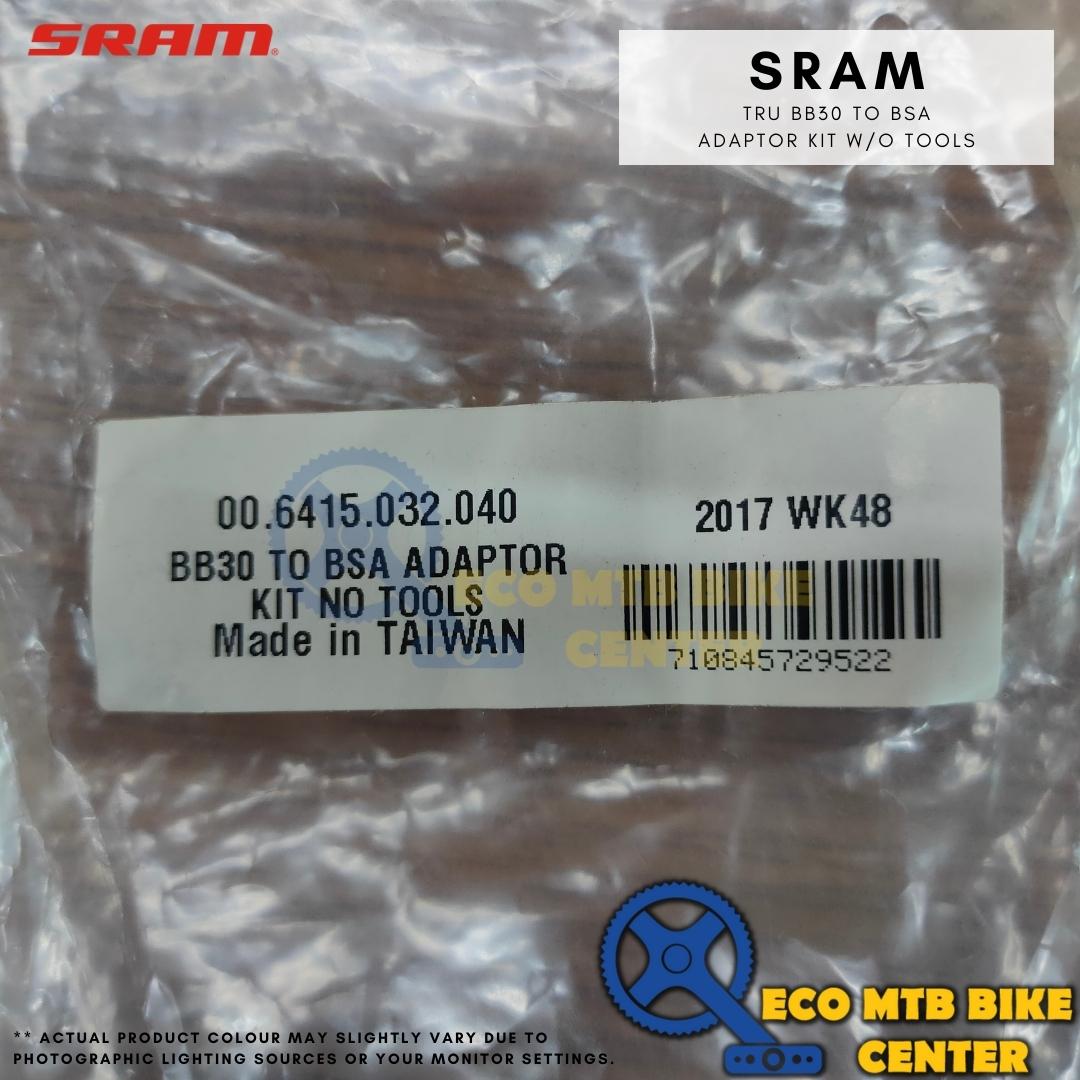 SRAM
SRAM
TRU BB30 TO BSA
ADAPTOR KIT W/O TOOLS
00.6415.032.040
BB30 TO BSA ADAPTOR
KIT NO TOOLS
Made in TAIWAN
2017 WK48
710845729522
ECO MTB BIKE
CENTER
** ACTUAL PRODUCT COLOUR MAY SLIGHTLY VARY DUE TO
PHOTOGRAPHIC LIGHTING SOURCES OR YOUR MONITOR SETTINGS.
ECO MTB BIKE
CENTER